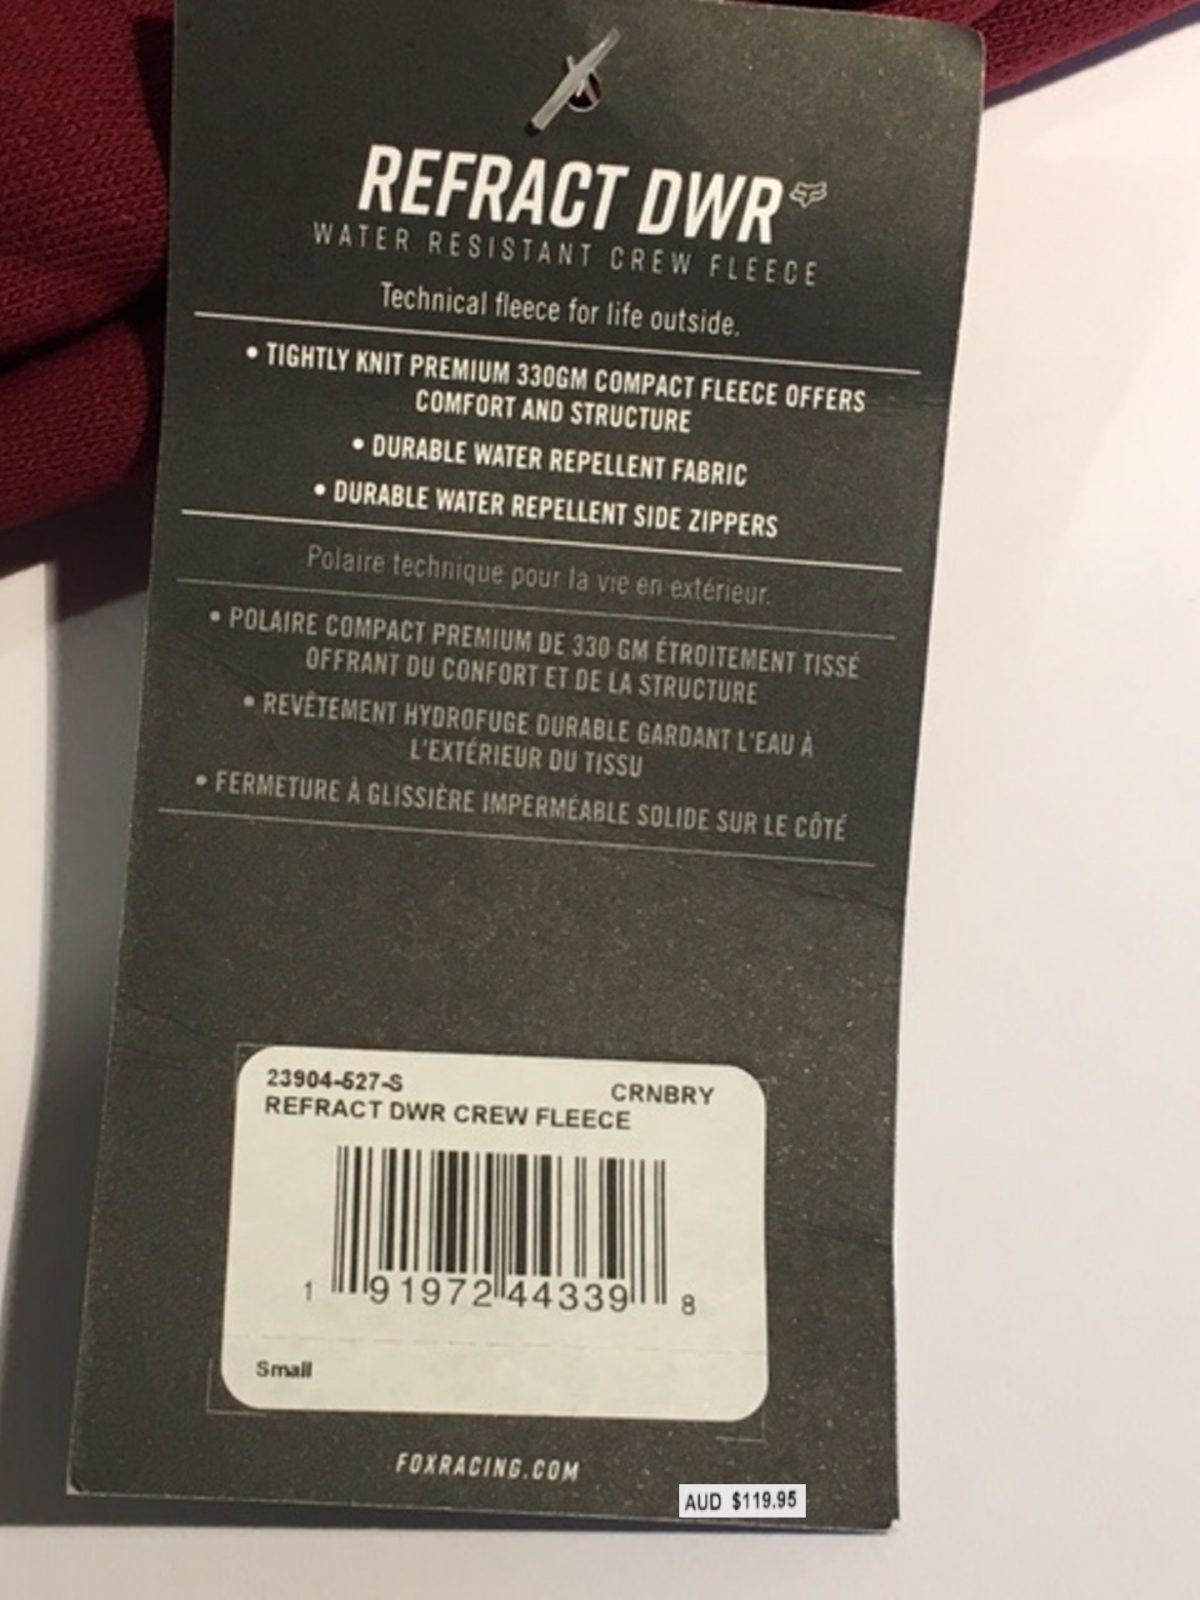 REFRACT DWR
WATER RESISTANT CREW FLEECE
Technical fleece for life outside.
• TIGHTLY KNIT PREMIUM 330GM COMPACT FLEECE OFFERS
COMFORT AND STRUCTURE
• DURABLE WATER REPELLENT FABRIC
• DURABLE WATER REPELLENT SIDE ZIPPERS
Polaire technique pour la vie en extérieur.
• POLAIRE COMPACT PREMIUM DE 330 GM ÉTROITEMENT TISSÉ
OFFRANT DU CONFORT ET DE LA STRUCTURE
• REVÊTEMENT HYDROFUGE DURABLE GARDANT L'EAU À
L'EXTÉRIEUR DU TISSU
• FERMETURE À GLISSIÈRE IMPERMÉABLE SOLIDE SUR LE CÔTÉ
23904-527-S CRNBRY
REFRACT DWR CREW FLEECE
1 91972 44339 8
Small
FOXRACING.COM
AUD $119.95